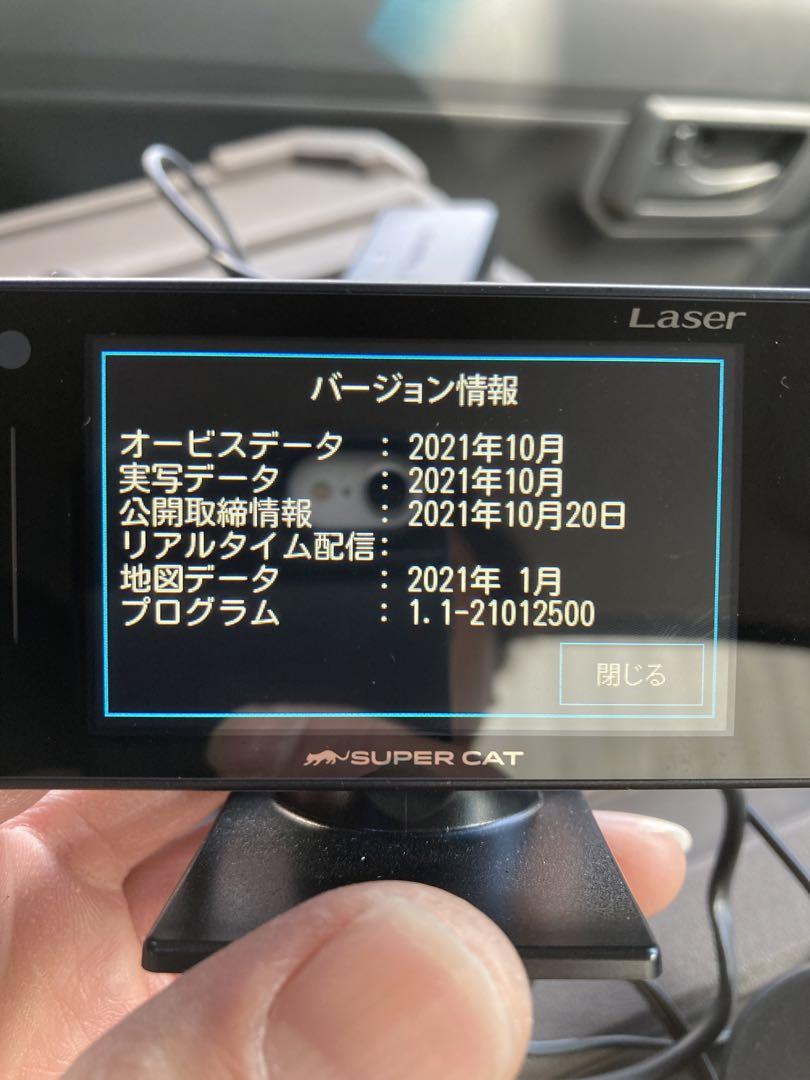 Laser
バージョン情報
オービスデータ : 2021年10月
実写データ : 2021年10月
公開取締情報 : 2021年10月20日
リアルタイム配信:
地図データ : 2021年 1月
プログラム : 1.1-21012500
閉じる
SUPER CAT